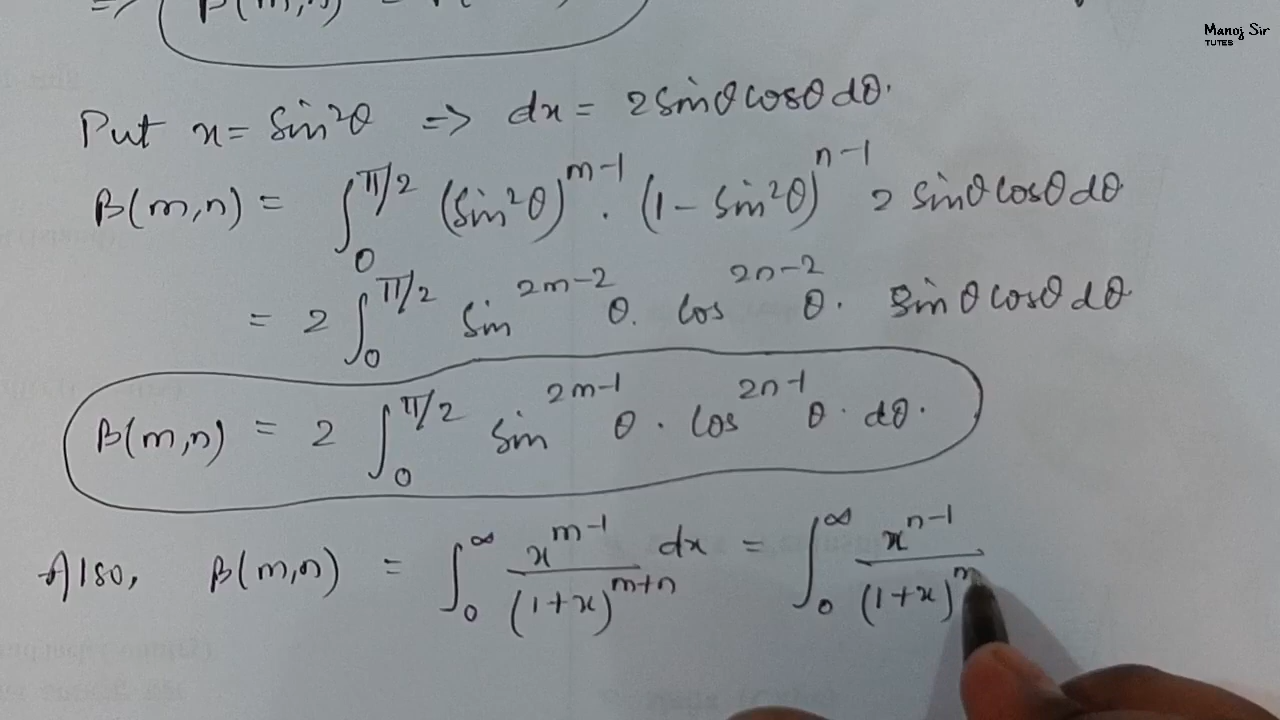 Manoj Sir
TUTES
=> β(m,n)
Put x = sin²θ => dx = 2 sinθ cosθ dθ.
β(m,n) = ∫₀^{π/2} (sin²θ)^{m-1} . (1 - sin²θ)^{n-1} 2 sinθ cosθ dθ
= 2 ∫₀^{π/2} sin^{2m-2} θ. cos^{2n-2} θ. sinθ cosθ dθ
β(m,n) = 2 ∫₀^{π/2} sin^{2m-1} θ . cos^{2n-1} θ. dθ.
Also, β(m,n) = ∫₀^∞ x^{m-1}/(1+x)^{m+n} dx = ∫₀^∞ x^{n-1}/(1+x)^{m}